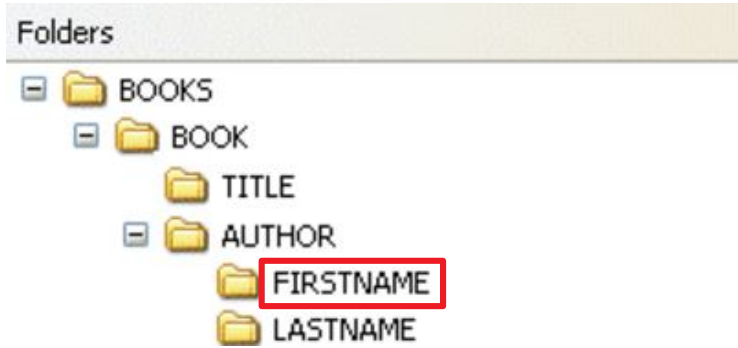 Folders
BOOKS
BOOK
TITLE
AUTHOR
FIRSTNAME
LASTNAME